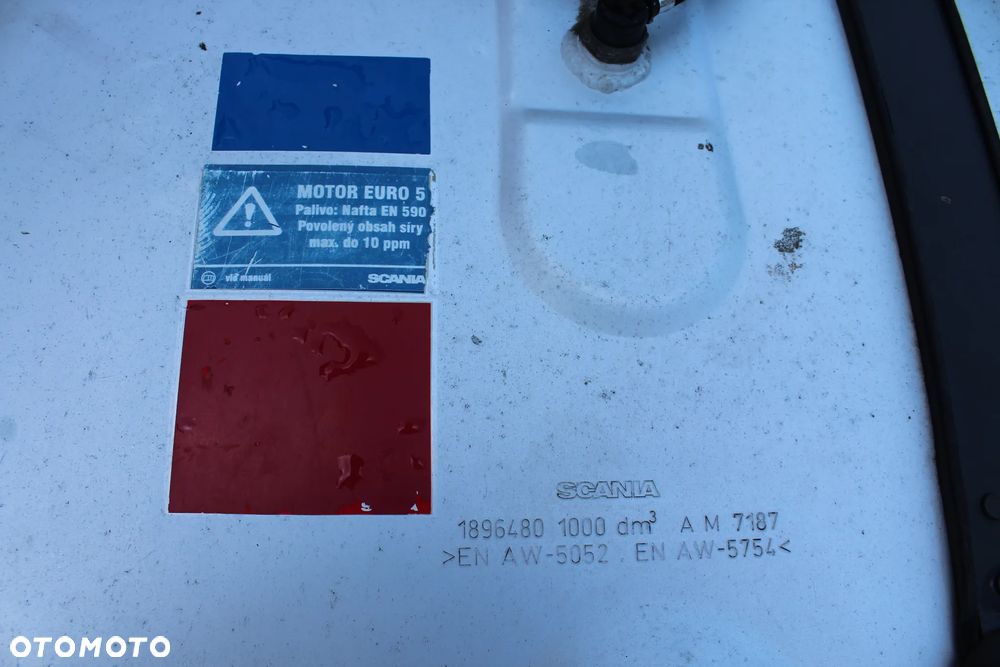 MOTOR EURO 5
Palivo: Nafta EN 590
Povolený obsah síry
max. do 10 ppm
viď manuál
SCANIA
SCANIA
1896480 1000 dm³ A M 7187
>EN AW-5052 . EN AW-5754<
OTOMOTO